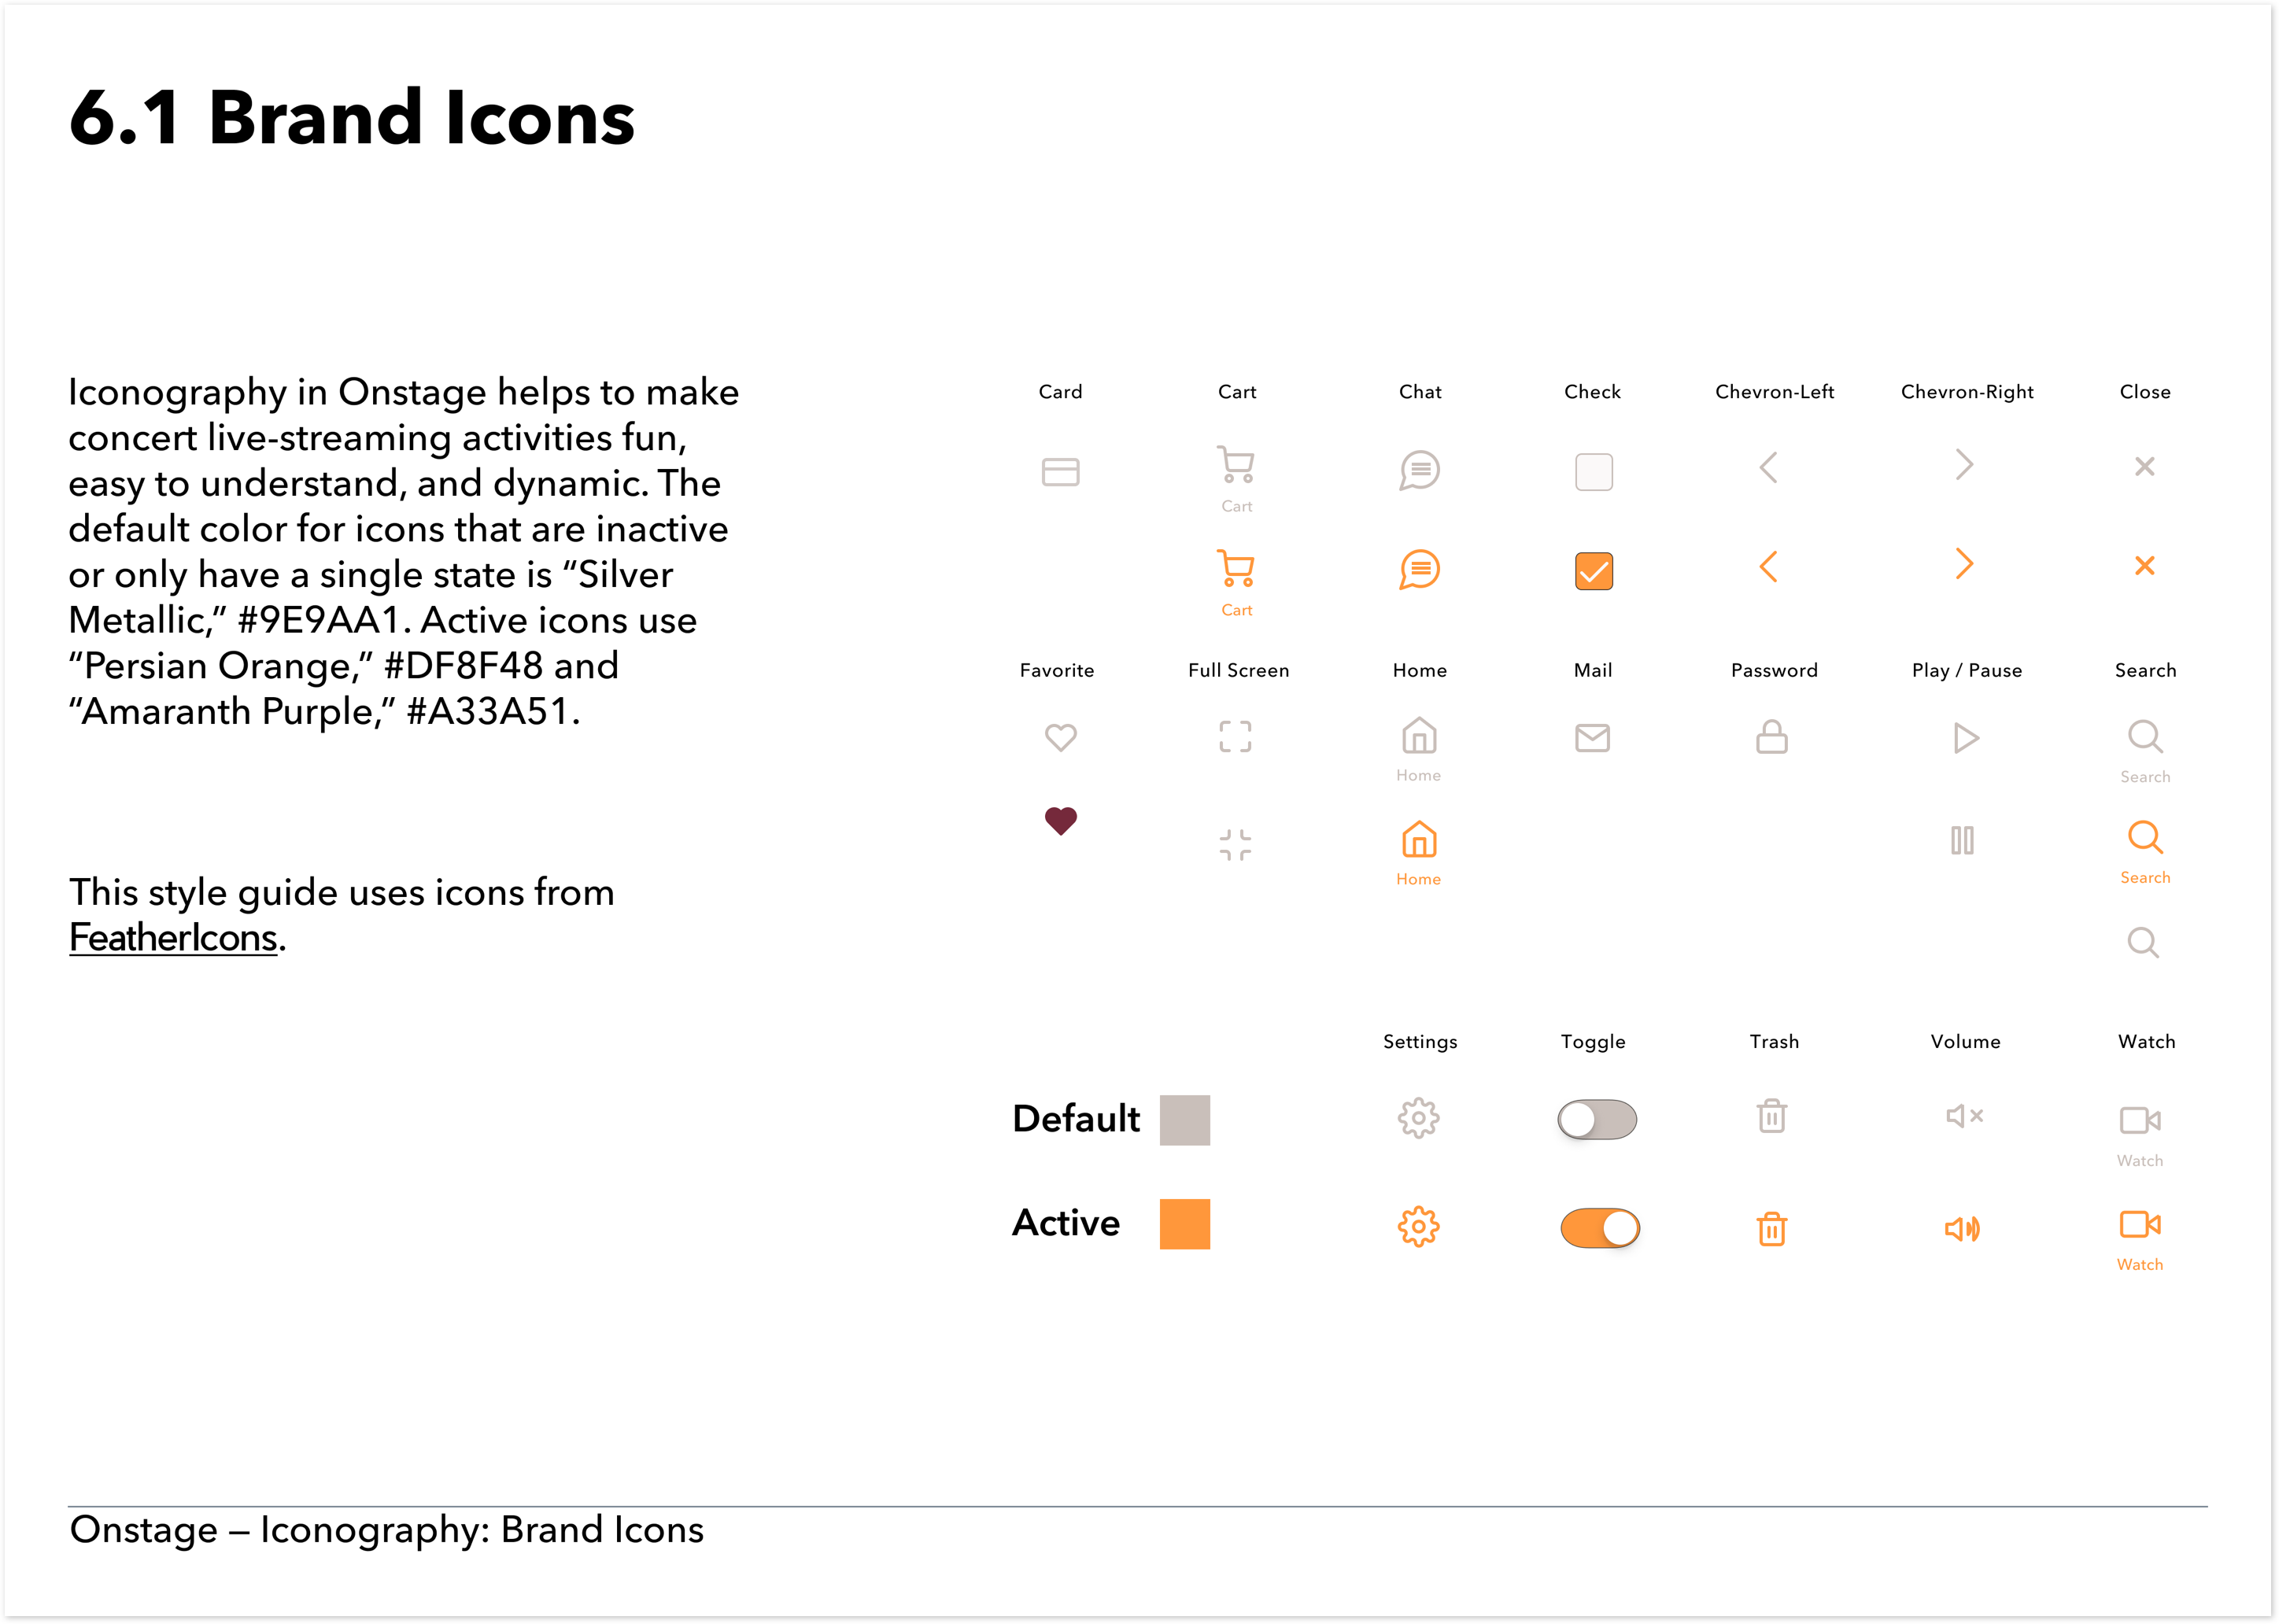 6.1 Brand Icons
Iconography in Onstage helps to make
concert live-streaming activities fun,
easy to understand, and dynamic. The
default color for icons that are inactive
or only have a single state is “Silver
Metallic,” #9E9AA1. Active icons use
“Persian Orange,” #DF8F48 and
“Amaranth Purple,” #A33A51.
This style guide uses icons from
FeatherIcons.
Card Cart Chat Check Chevron-Left Chevron-Right Close
Cart
Cart
Favorite Full Screen Home Mail Password Play / Pause Search
Home Search
Home Search
Settings Toggle Trash Volume Watch
Default
Watch
Active
Watch
Onstage – Iconography: Brand Icons